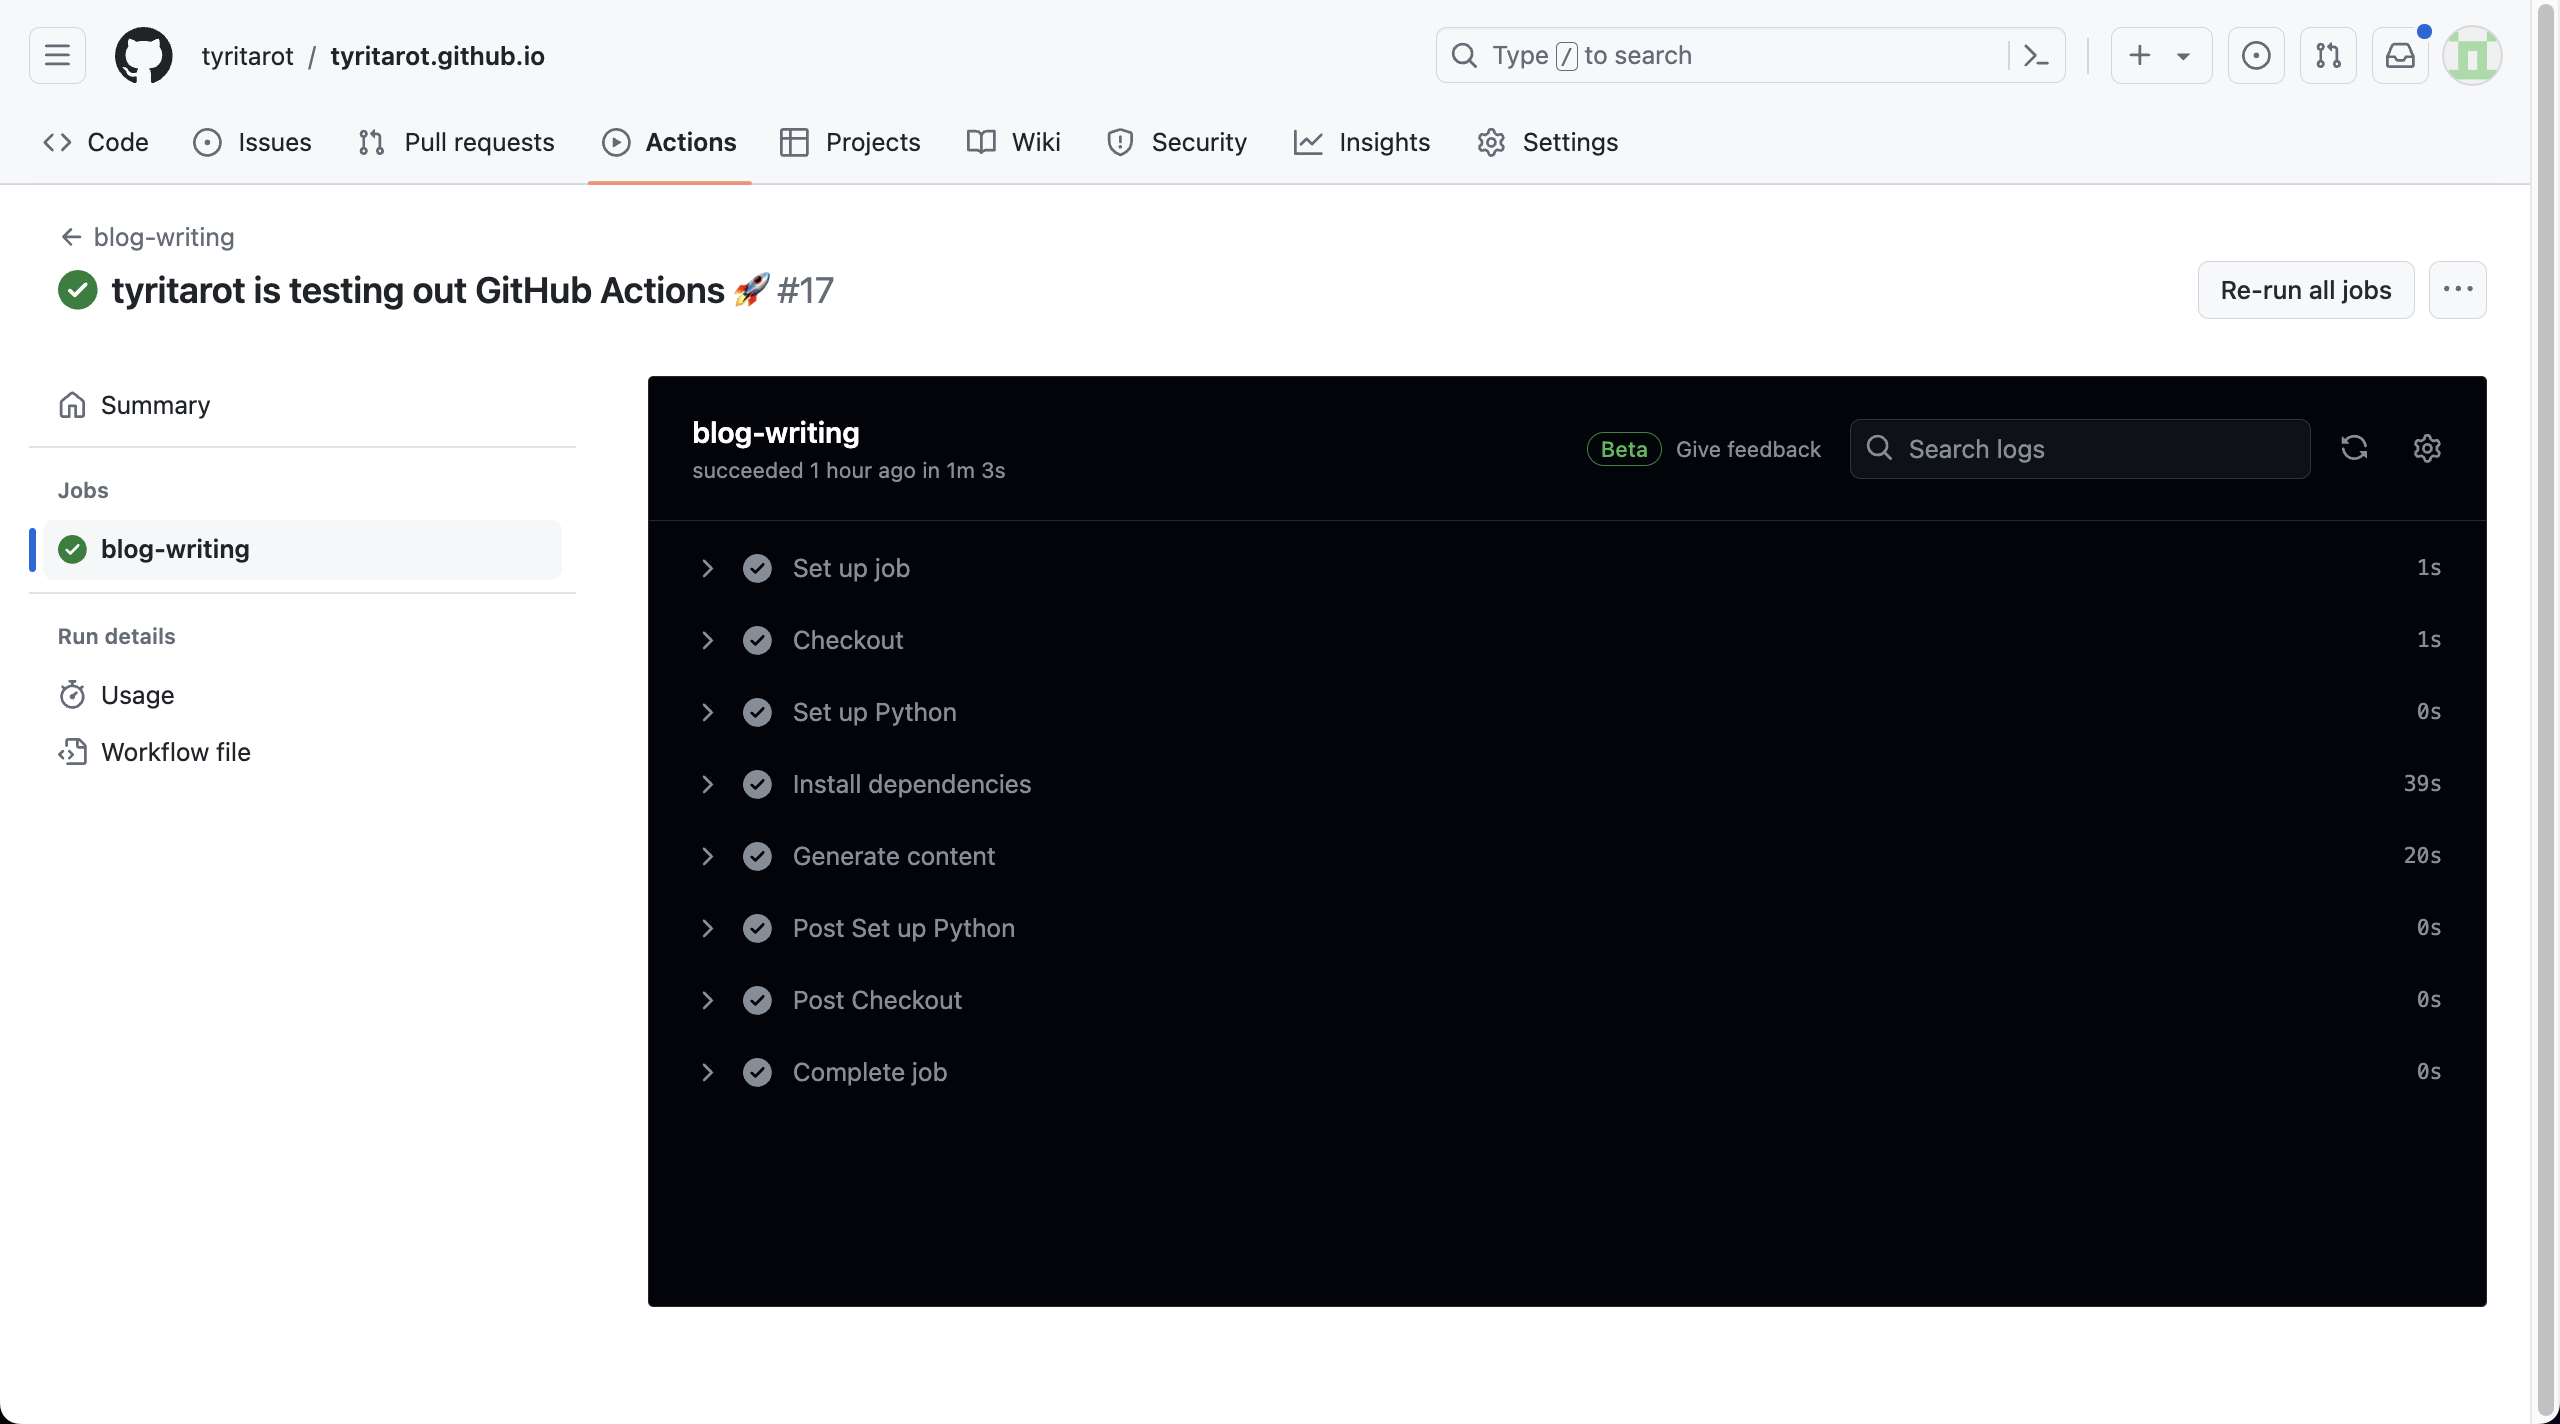 tyritarot / tyritarot.github.io
Type / to search
Code
Issues
Pull requests
Actions
Projects
Wiki
Security
Insights
Settings
blog-writing
tyritarot is testing out GitHub Actions 🚀 #17
Re-run all jobs
Summary
Jobs
blog-writing
Run details
Usage
Workflow file
blog-writing
succeeded 1 hour ago in 1m 3s
Beta
Give feedback
Search logs
Set up job 1s
Checkout 1s
Set up Python 0s
Install dependencies 39s
Generate content 20s
Post Set up Python 0s
Post Checkout 0s
Complete job 0s